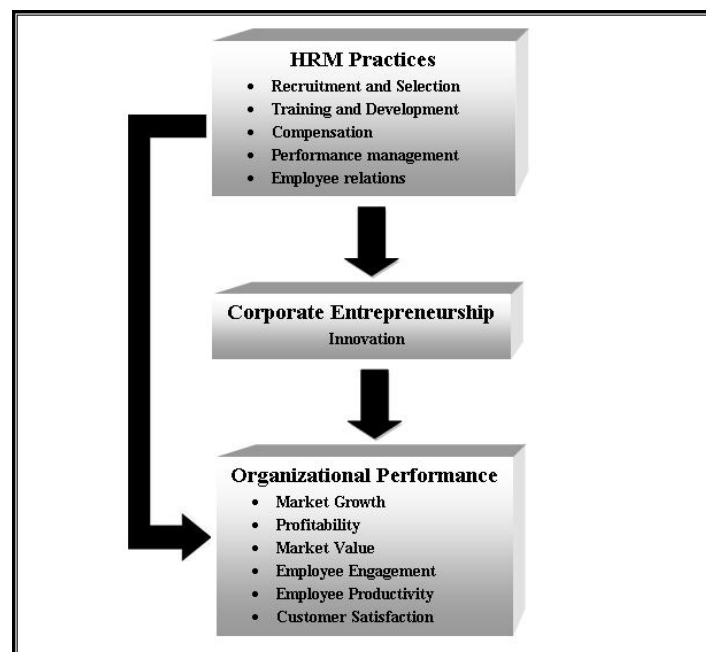 HRM Practices
• Recruitment and Selection
• Training and Development
• Compensation
• Performance management
• Employee relations
Corporate Entrepreneurship
Innovation
Organizational Performance
• Market Growth
• Profitability
• Market Value
• Employee Engagement
• Employee Productivity
• Customer Satisfaction